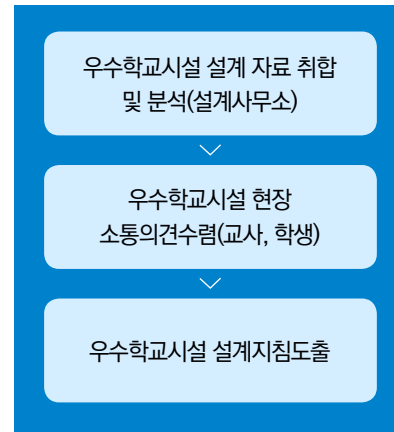 우수학교시설 설계 자료 취합
및 분석(설계사무소)
우수학교시설 현장
소통의견수렴(교사, 학생)
우수학교시설 설계지침도출